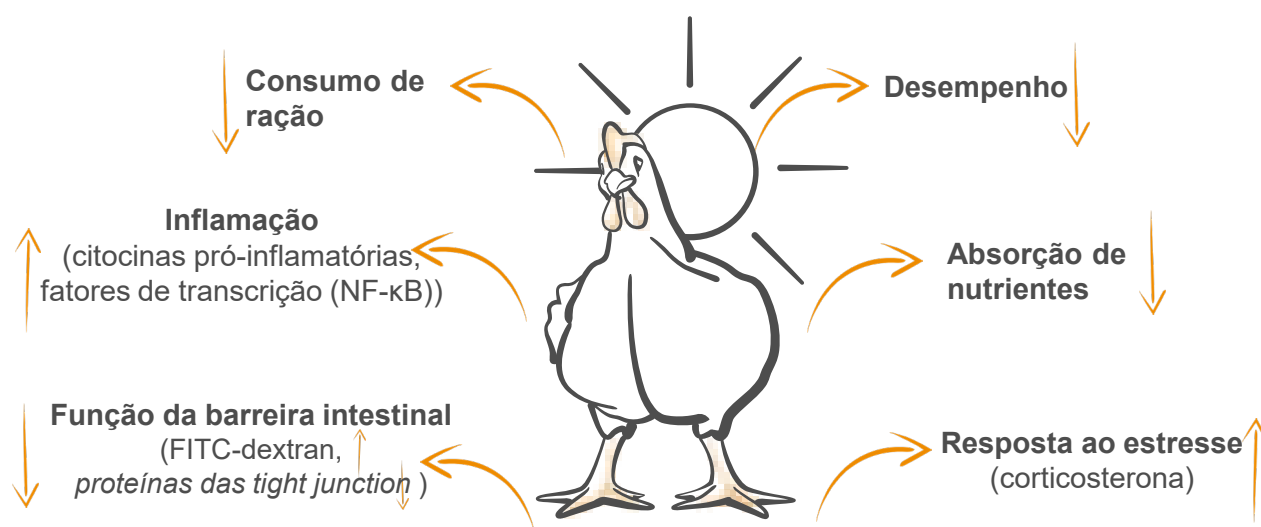 Consumo de
ração
Desempenho
Inflamação
(citocinas pró-inflamatórias,
fatores de transcrição (NF-κB))
Absorção de
nutrientes
Função da barreira intestinal
(FITC-dextran,
proteínas das tight junction )
Resposta ao estresse
(corticosterona)